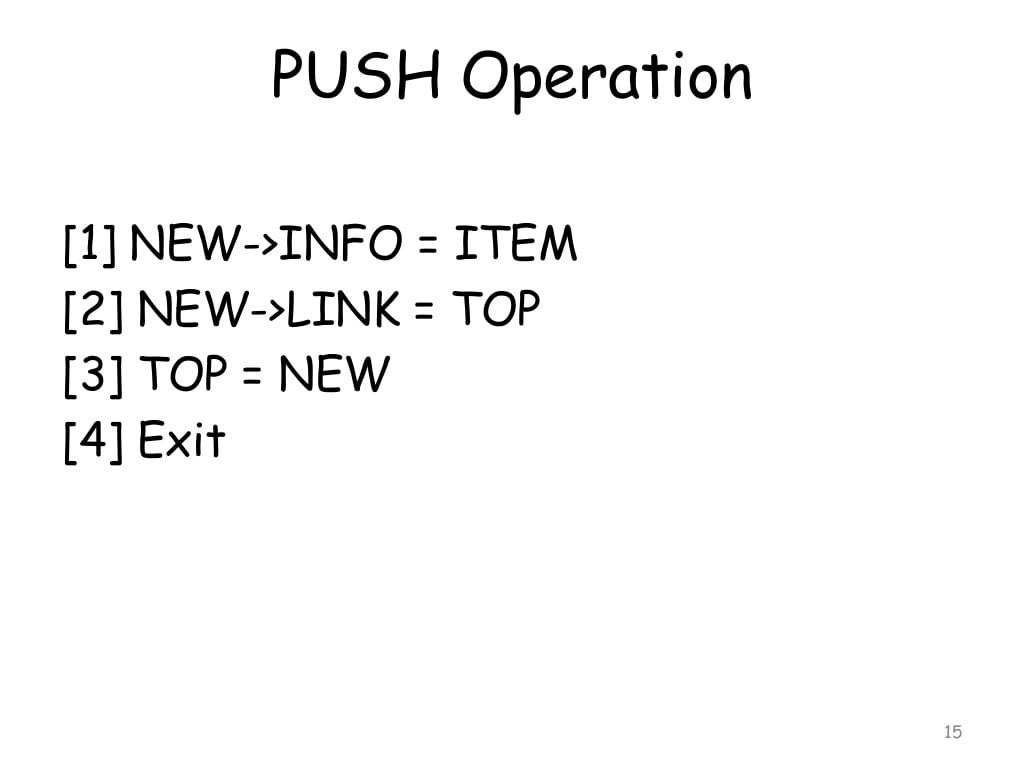 PUSH Operation
[1] NEW->INFO = ITEM
[2] NEW->LINK = TOP
[3] TOP = NEW
[4] Exit
15